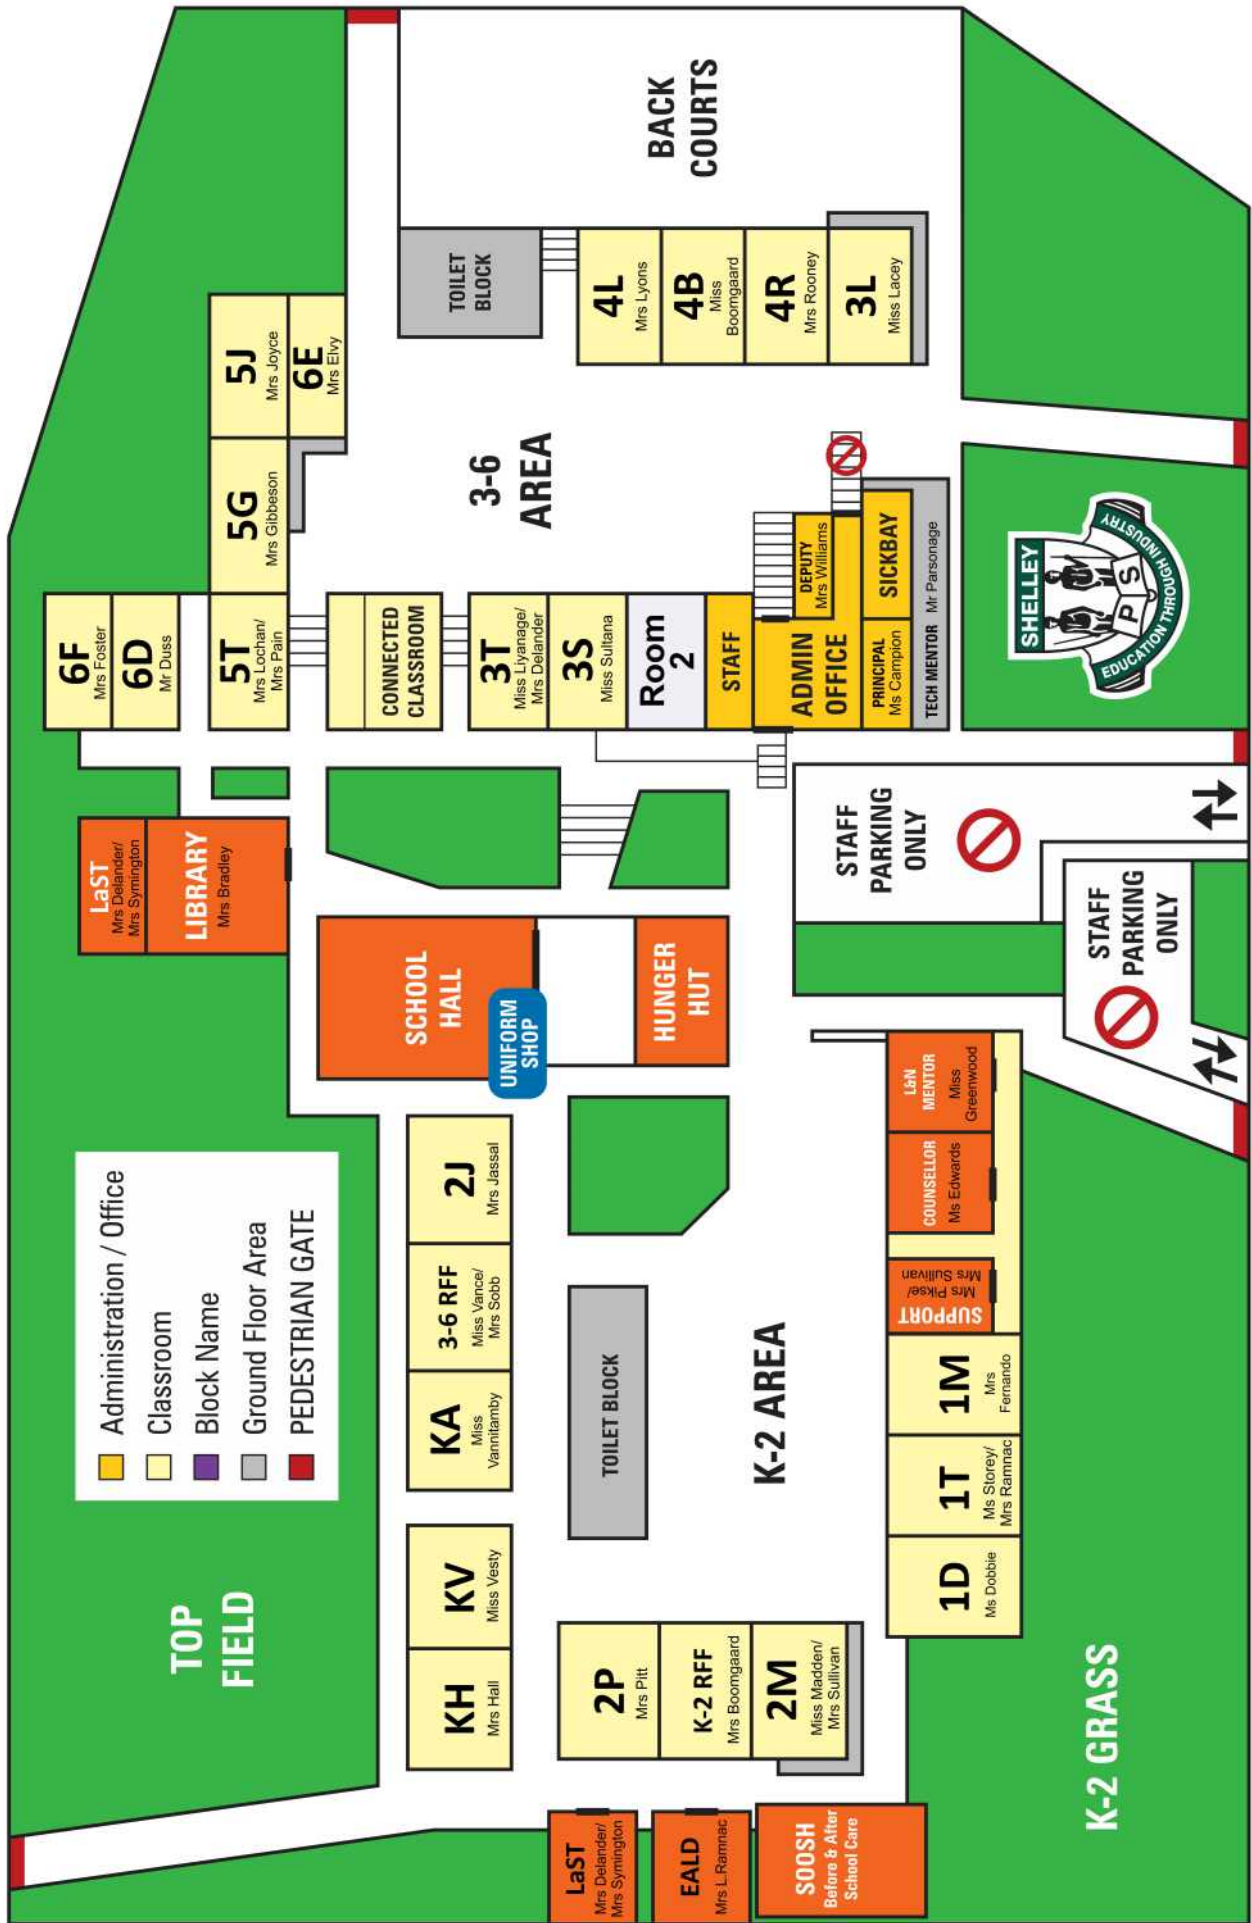 TOP
FIELD
Administration / Office
Classroom
Block Name
Ground Floor Area
PEDESTRIAN GATE
LaST
Mrs Delander/
Mrs Symington
LIBRARY
Mrs Bradley
6F
Mrs Foster
6D
Mr Duss
5T
Mrs Lochan/
Mrs Pain
5G
Mrs Gibbeson
5J
Mrs Joyce
6E
Mrs Elvy
KH
Mrs Hall
KV
Miss Vesty
KA
Miss
Vannitamby
3-6 RFF
Miss Vance/
Mrs Sobb
2J
Mrs Jassal
SCHOOL
HALL
UNIFORM
SHOP
HUNGER
HUT
CONNECTED
CLASSROOM
3T
Miss Liyanage/
Mrs Delander
3S
Miss Sultana
Room
2
STAFF
ADMIN
OFFICE
DEPUTY
Mrs Williams
PRINCIPAL
Ms Campion
SICKBAY
TECH MENTOR Mr Parsonage
3-6
AREA
TOILET
BLOCK
4L
Mrs Lyons
4B
Miss
Boomgaard
4R
Mrs Rooney
3L
Miss Lacey
BACK
COURTS
LaST
Mrs Delander/
Mrs Symington
EALD
Mrs L.Ramnac
SOOSH
Before & After
School Care
2P
Mrs Pitt
K-2 RFF
Mrs Boomgaard
2M
Miss Madden/
Mrs Sullivan
TOILET BLOCK
K-2 AREA
1D
Ms Dobbie
1T
Ms Storey/
Mrs Ramnac
1M
Mrs
Fernando
SUPPORT
Mrs Pikse/
Mrs Sullivan
COUNSELLOR
Ms Edwards
L&N
MENTOR
Miss
Greenwood
STAFF
PARKING
ONLY
STAFF
PARKING
ONLY
K-2 GRASS
SHELLEY
P S
EDUCATION THROUGH INDUSTRY